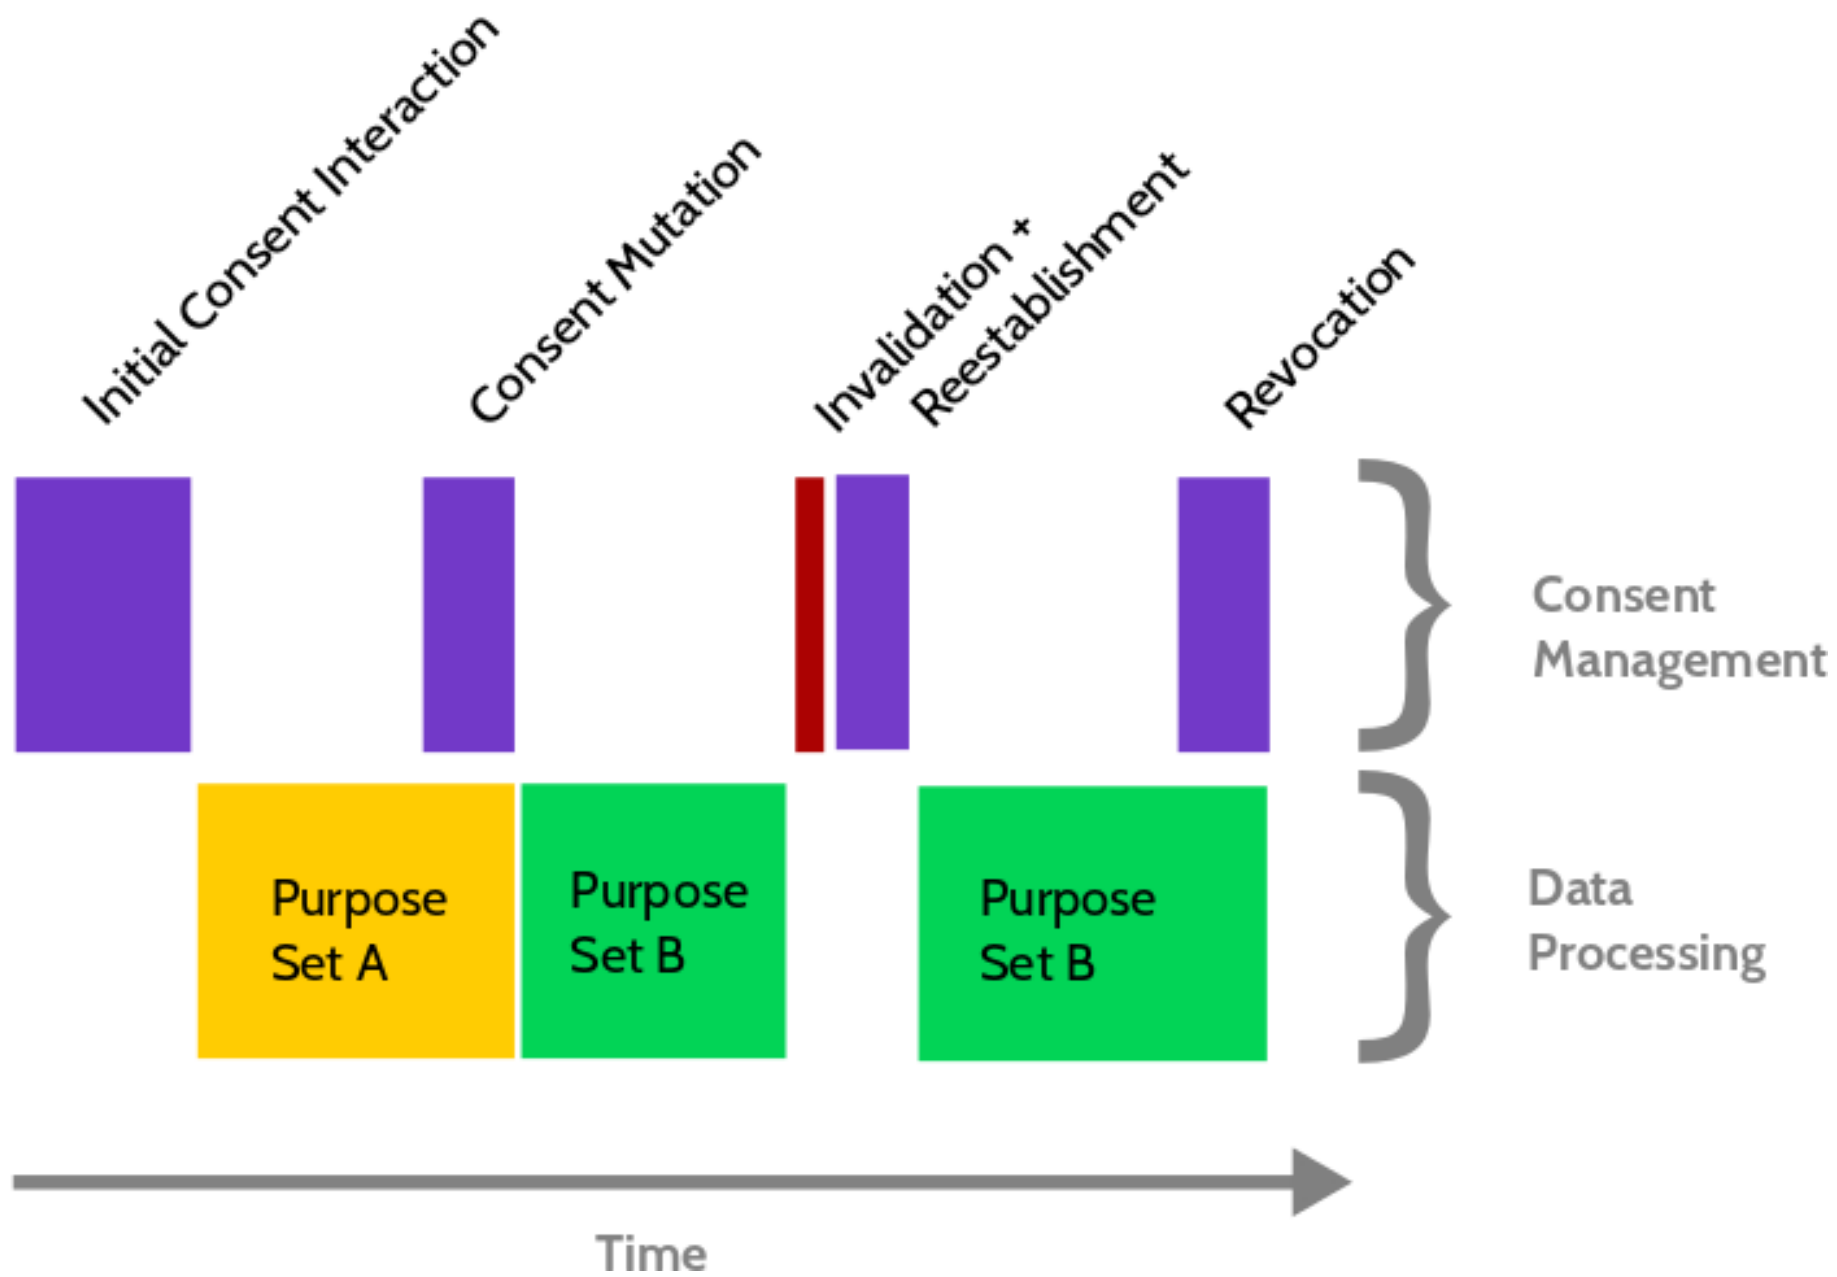 Initial Consent Interaction
Consent Mutation
Invalidation +
Reestablishment
Revocation
Consent
Management
Purpose
Set A
Purpose
Set B
Purpose
Set B
Data
Processing
Time